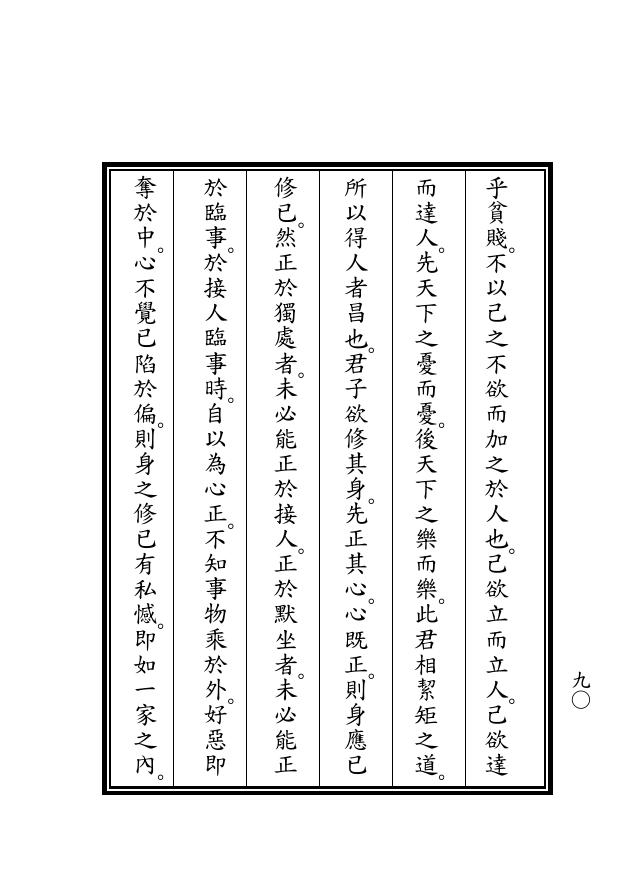 乎貧賤。不以己之不欲而加之於人也。己欲立而立人。己欲達
而達人。先天下之憂而憂。後天下之樂而樂。此君相絜矩之道。
所以得人者昌也。君子欲修其身。先正其心。心既正。則身應已
修已。然正於獨處者。未必能正於接人。正於默坐者。未必能正
於臨事。於接人臨事時。自以為心正。不知事物乘於外。好惡即
奪於中。心不覺已陷於偏。則身之修已有私憾。即如一家之內。
九〇